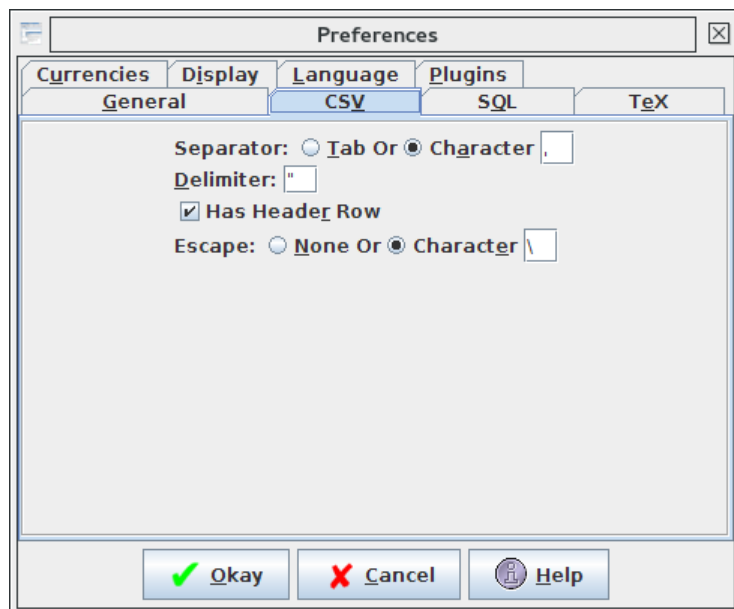 Preferences
Currencies Display Language Plugins
General CSV SQL TeX
Separator: Tab Or Character ,
Delimiter: "
Has Header Row
Escape: None Or Character \
Okay Cancel Help